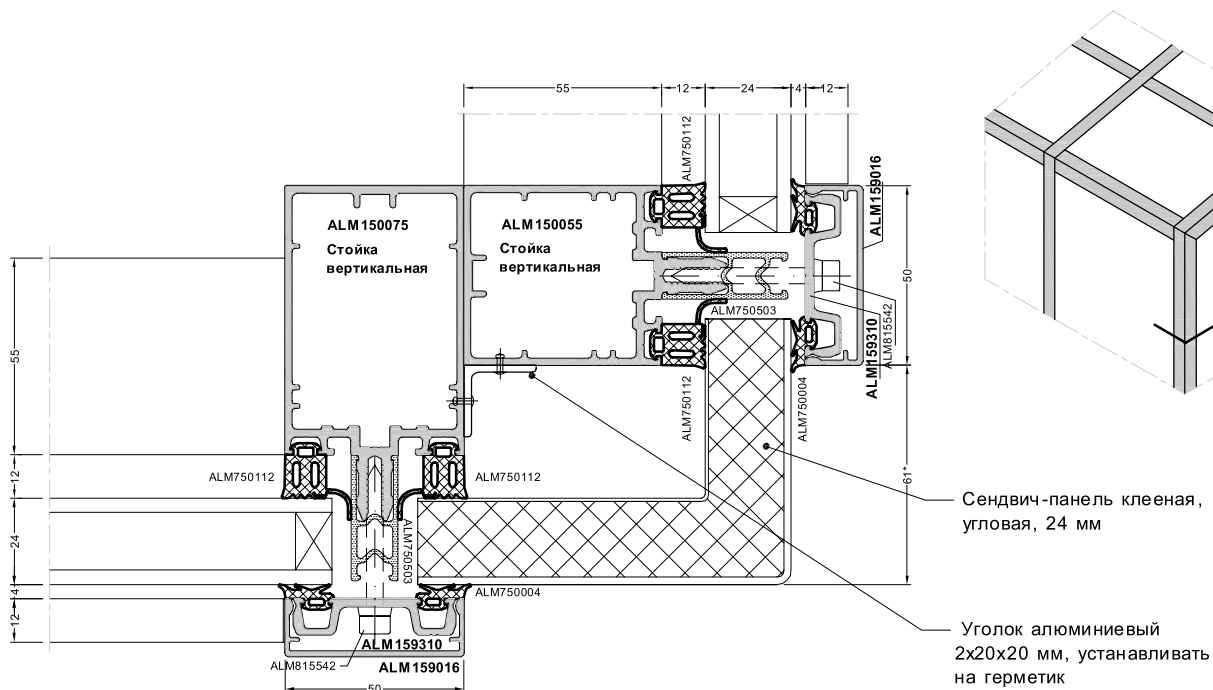 55
12
24
4
12
ALM750112
ALM159016
ALM150075
Стойка
вертикальная
ALM150055
Стойка
вертикальная
50
ALM750503
ALM159310
ALM815542
55
ALM750112
ALM750004
12
ALM750112
ALM750112
61*
Сендвич-панель клееная,
угловая, 24 мм
24
ALM750503
4
ALM750004
12
Уголок алюминиевый
2x20x20 мм, устанавливать
на герметик
ALM159310
ALM815542
ALM159016
50